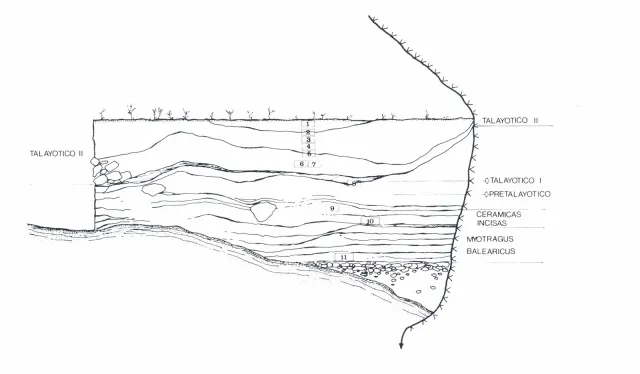 TALAYOTICO II
1
2
3
4
5
6 7
TALAYOTICO II
8
TALAYOTICO I
PRETALAYOTICO
9
CERAMICAS
INCISAS
10
MYOTRAGUS
BALEARICUS
11